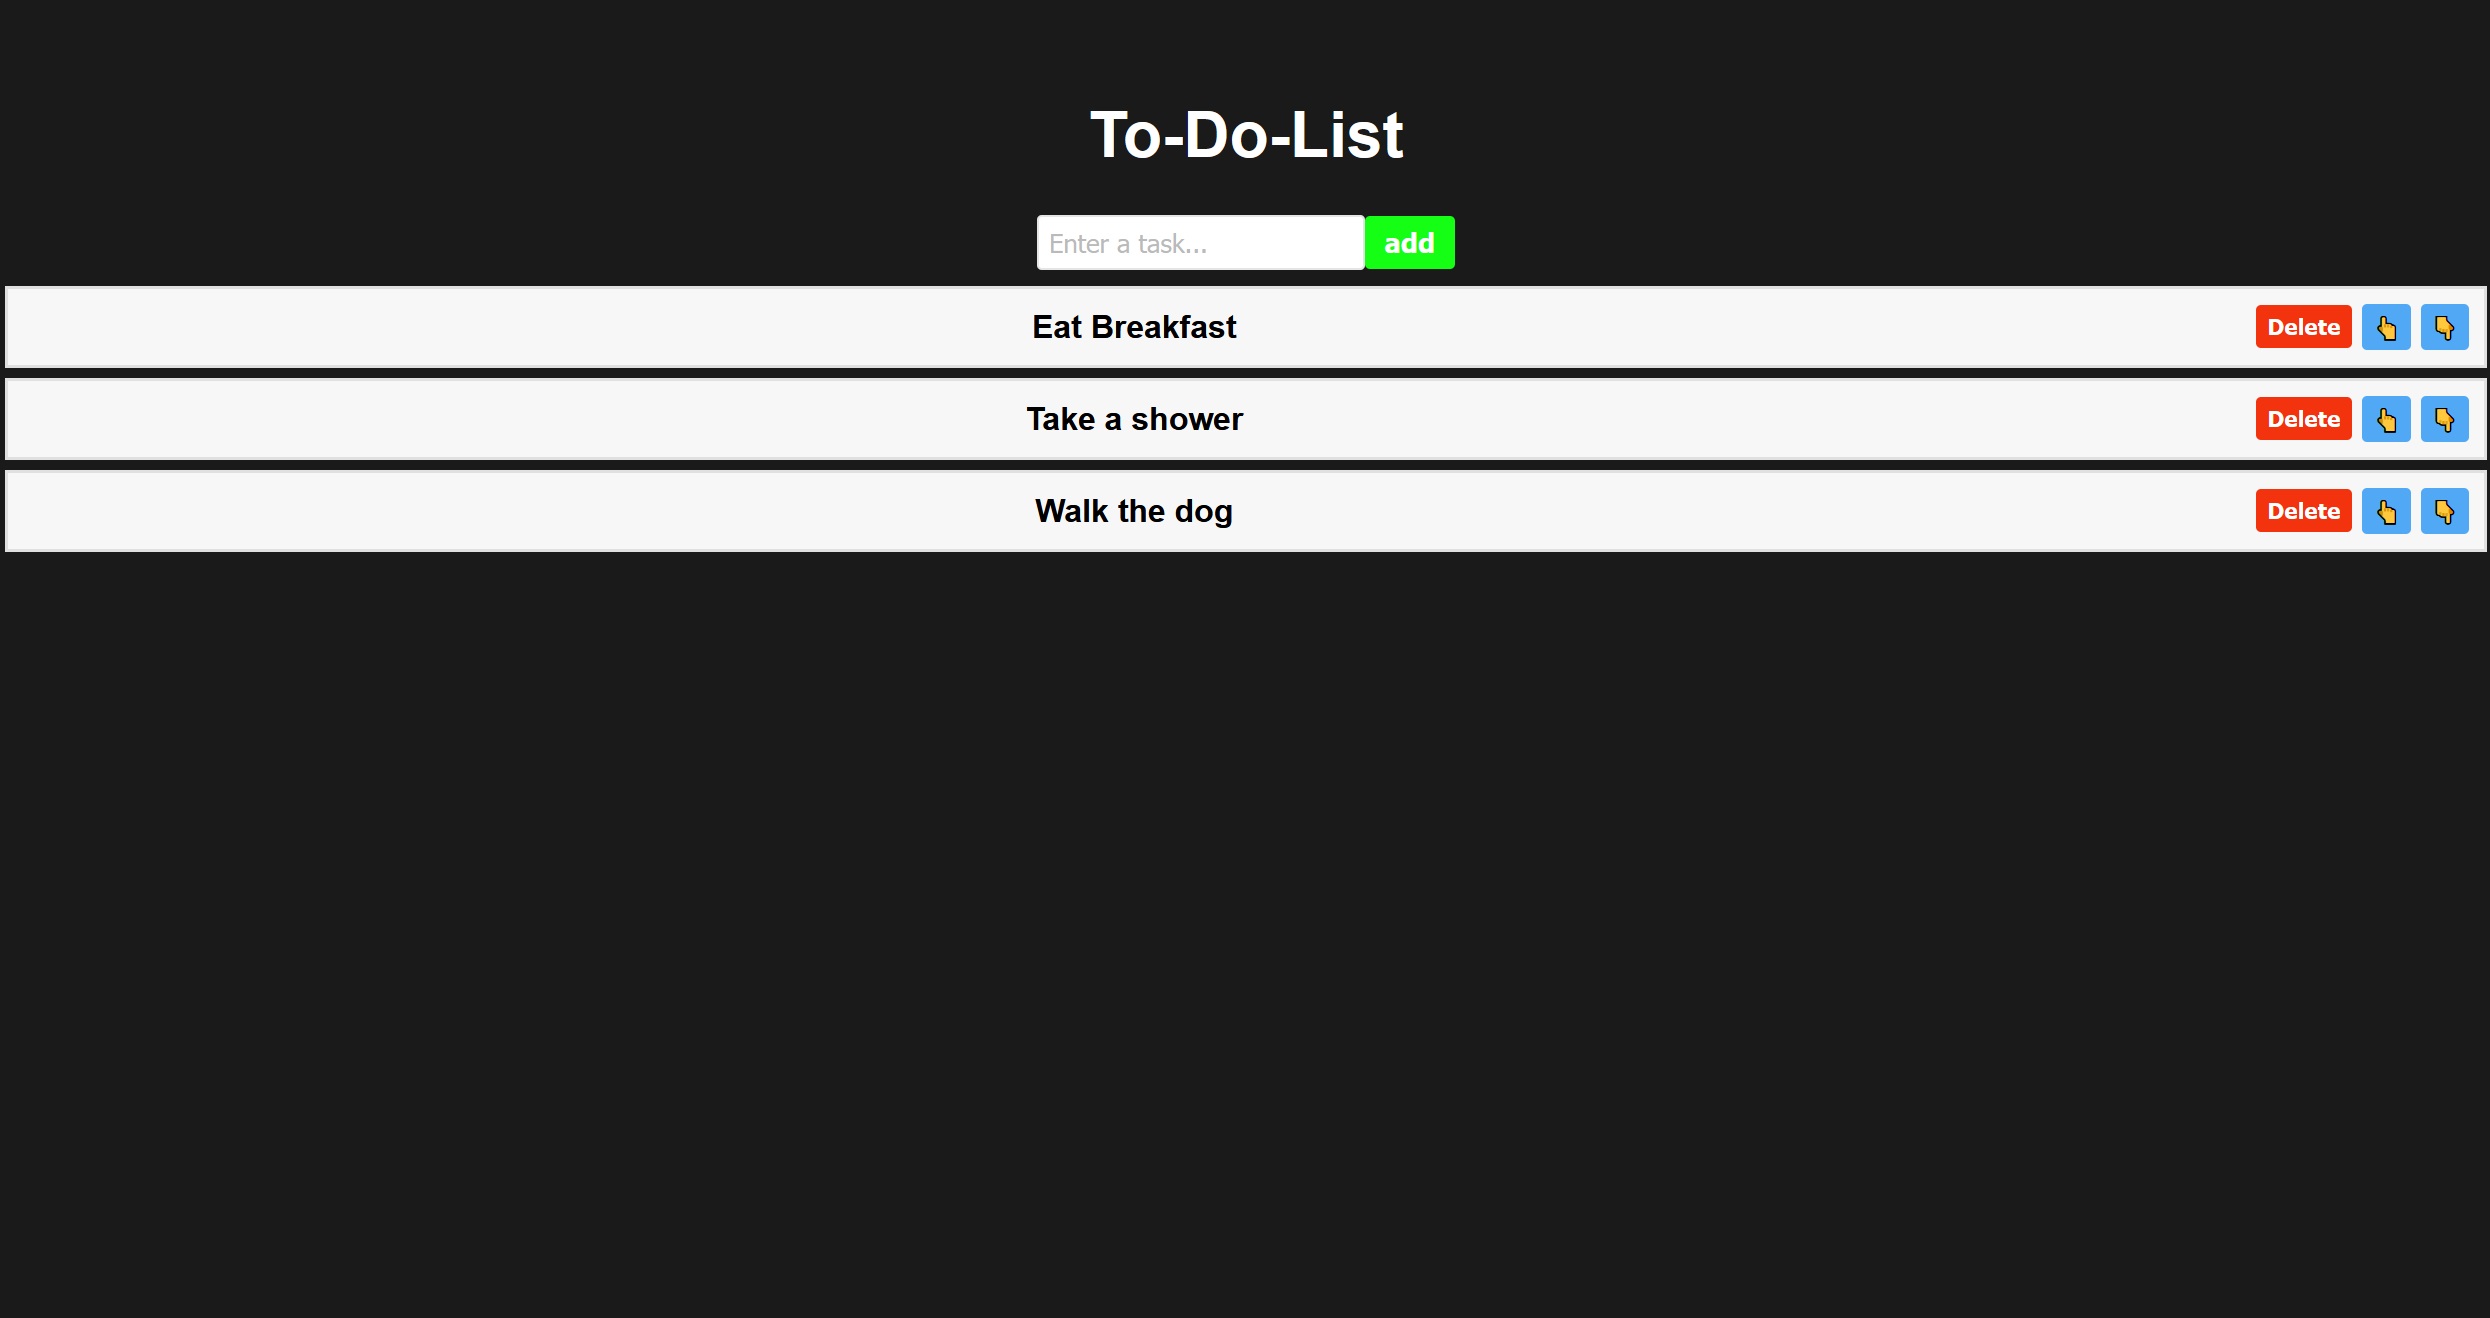 To-Do-List
Enter a task...
add
Eat Breakfast
Delete
Take a shower
Delete
Walk the dog
Delete